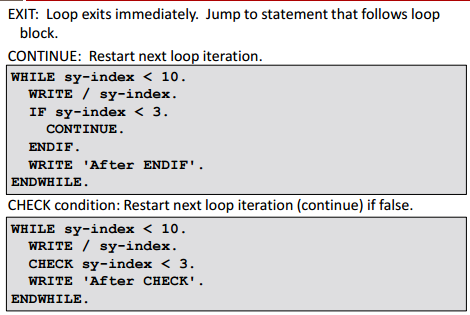 EXIT:  Loop exits immediately.  Jump to statement that follows loop
block.
CONTINUE:  Restart next loop iteration.
WHILE sy-index < 10.
WRITE / sy-index.
IF sy-index < 3.
CONTINUE.
ENDIF.
WRITE 'After ENDIF'.
ENDWHILE.
CHECK condition: Restart next loop iteration (continue) if false.
WHILE sy-index < 10.
WRITE / sy-index.
CHECK sy-index < 3.
WRITE 'After CHECK'.
ENDWHILE.